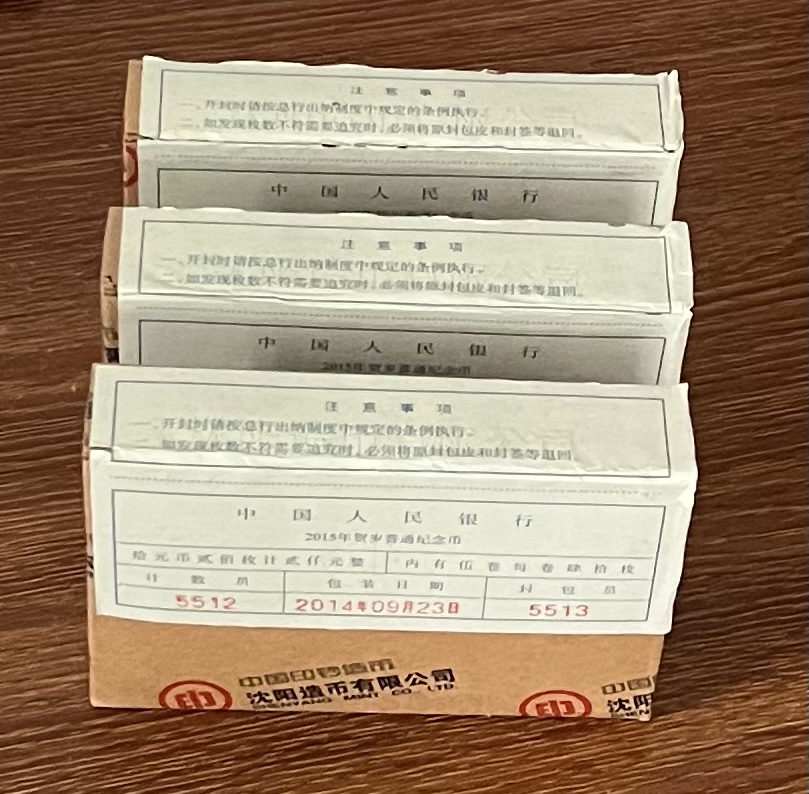 注意事项
一、开封时请按总行出纳制度中规定的条例执行。
二、如发现枚数不符需要追究时，必须将原封包皮和封签等退回。
中国人民银行
注意事项
一、开封时请按总行出纳制度中规定的条例执行。
二、如发现枚数不符需要追究时，必须将原封包皮和封签等退回。
中国人民银行
2015年贺岁普通纪念币
注意事项
一、开封时请按总行出纳制度中规定的条例执行。
二、如发现枚数不符需要追究时，必须将原封包皮和封签等退回。
中国人民银行
2015年贺岁普通纪念币
拾元币贰佰枚计贰仟元整 内有伍卷每卷肆拾枚
计数员 包装日期 封包员
5512 2014年09月23日 5513
中国印钞造币
沈阳造币有限公司
SHENYANG MINT CO., LTD.
中国
沈阳
SHEN